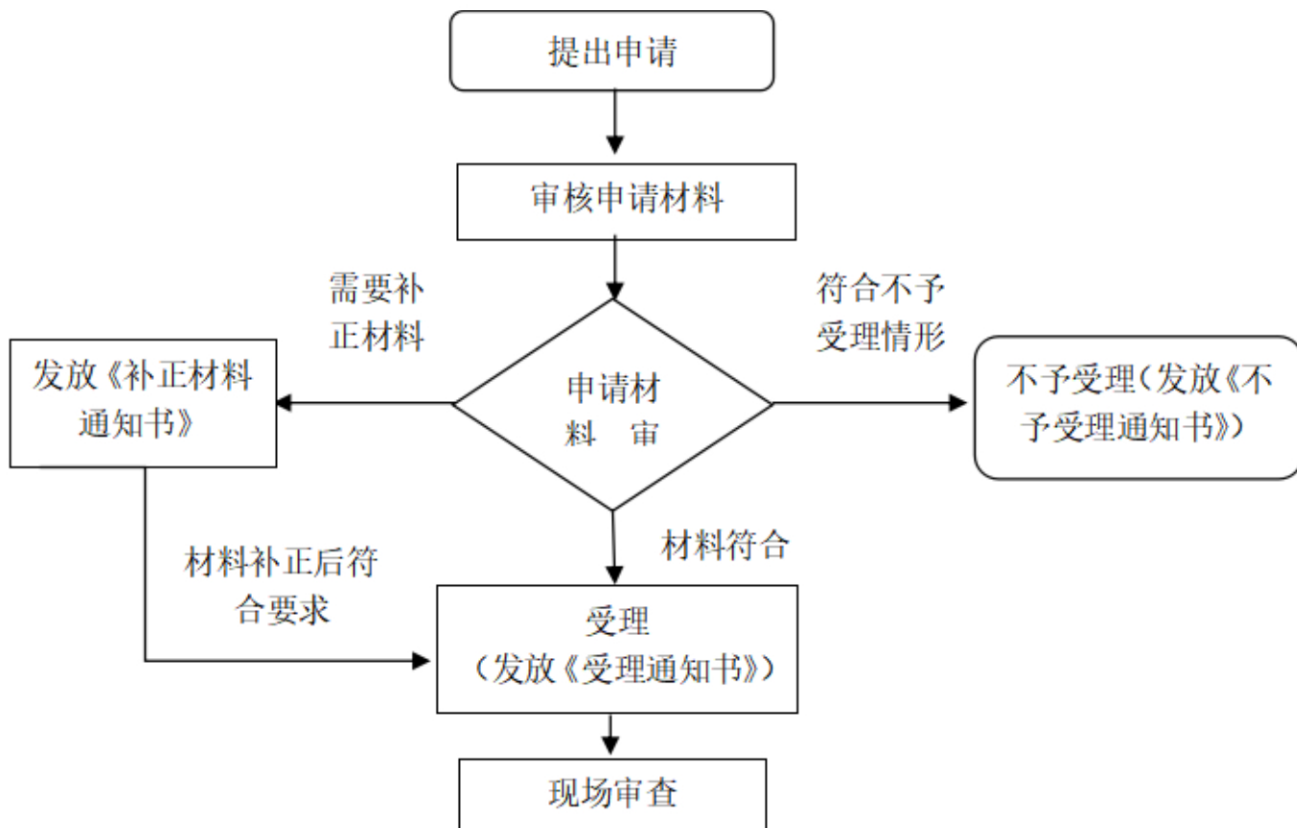 提出申请
审核申请材料
需要补
正材料
符合不予
受理情形
发放《补正材料
通知书》
申请材
料 审
不予受理（发放《不
予受理通知书》）
材料补正后符
合要求
材料符合
受理
（发放《受理通知书》）
现场审查